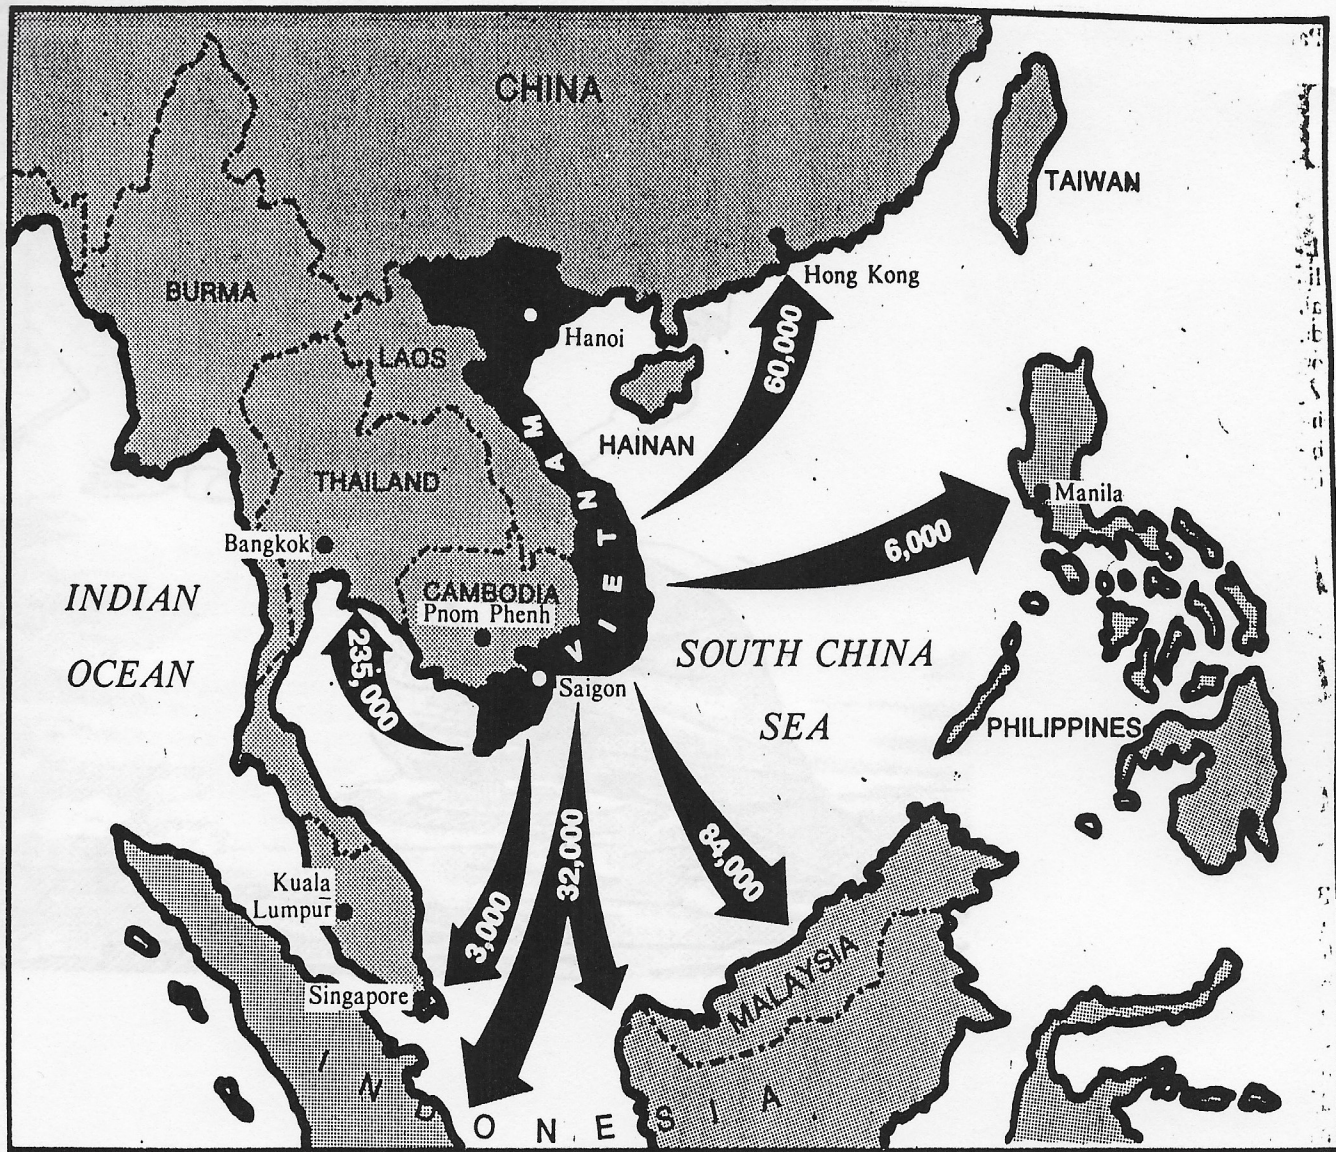 CHINA
TAIWAN
Hong Kong
BURMA
60,000
Hanoi
LAOS
HAINAN
VIETNAM
THAILAND
Manila
Bangkok
6,000
INDIAN
OCEAN
CAMBODIA
Pnom Phenh
SOUTH CHINA
SEA
235,000
Saigon
PHILIPPINES
32,000
84,000
3,000
Kuala
Lumpur
MALAYSIA
Singapore
INDONESIA